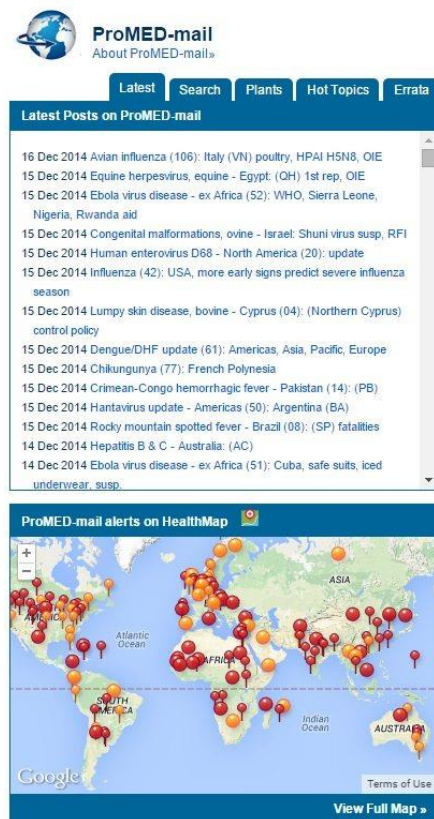 ProMED-mail
About ProMED-mail»
Latest Search Plants Hot Topics Errata
Latest Posts on ProMED-mail
16 Dec 2014 Avian influenza (106): Italy (VN) poultry, HPAI H5N8, OIE
15 Dec 2014 Equine herpesvirus, equine - Egypt: (QH) 1st rep, OIE
15 Dec 2014 Ebola virus disease - ex Africa (52): WHO, Sierra Leone,
Nigeria, Rwanda aid
15 Dec 2014 Congenital malformations, ovine - Israel: Shuni virus susp, RFI
15 Dec 2014 Human enterovirus D68 - North America (20): update
15 Dec 2014 Influenza (42): USA, more early signs predict severe influenza
season
15 Dec 2014 Lumpy skin disease, bovine - Cyprus (04): (Northern Cyprus)
control policy
15 Dec 2014 Dengue/DHF update (61): Americas, Asia, Pacific, Europe
15 Dec 2014 Chikungunya (77): French Polynesia
15 Dec 2014 Crimean-Congo hemorrhagic fever - Pakistan (14): (PB)
15 Dec 2014 Hantavirus update - Americas (50): Argentina (BA)
15 Dec 2014 Rocky mountain spotted fever - Brazil (08): (SP) fatalities
14 Dec 2014 Hepatitis B & C - Australia: (AC)
14 Dec 2014 Ebola virus disease - ex Africa (51): Cuba, safe suits, iced
underwear, susp.
ProMED-mail alerts on HealthMap
+
−
ASIA
Atlantic
Ocean
AFRICA
SOUTH
Indian
Ocean
Google
Terms of Use
View Full Map »